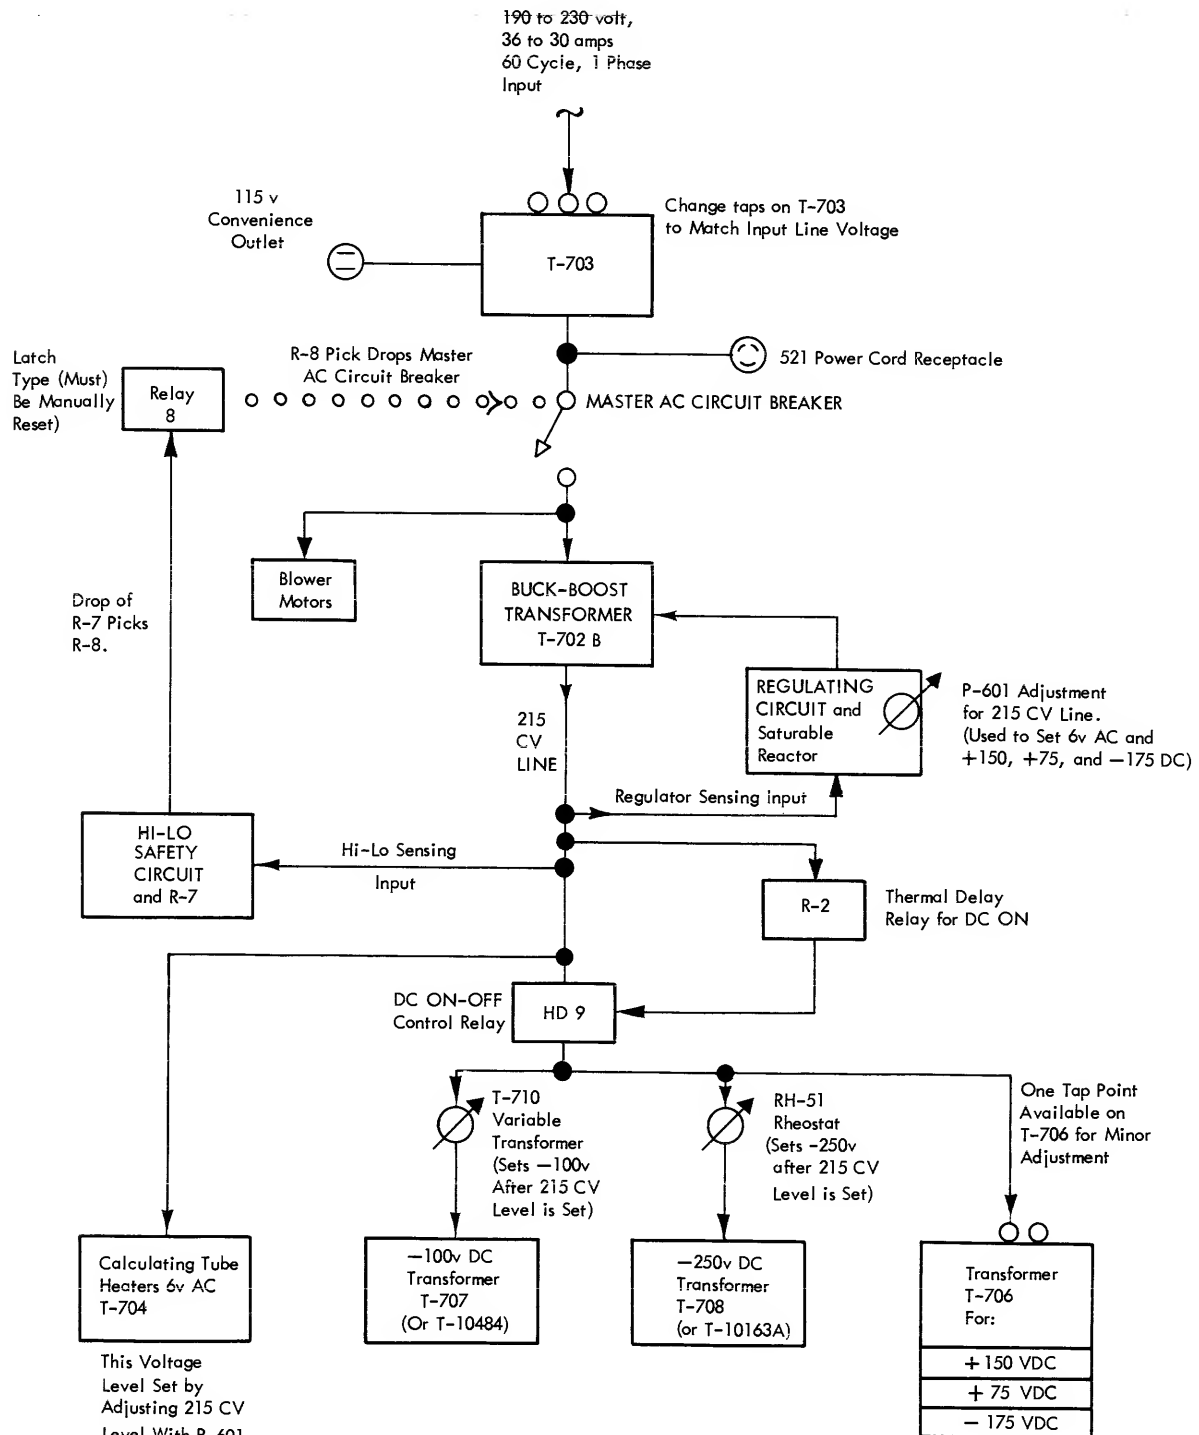 190 to 230 volt,
36 to 30 amps
60 Cycle, 1 Phase
Input
115 v
Convenience
Outlet
Change taps on T-703
to Match Input Line Voltage
T-703
521 Power Cord Receptacle
Latch
Type (Must)
Be Manually
Reset)
Relay
8
R-8 Pick Drops Master
AC Circuit Breaker
MASTER AC CIRCUIT BREAKER
Blower
Motors
BUCK-BOOST
TRANSFORMER
T-702 B
Drop of
R-7 Picks
R-8.
215
CV
LINE
REGULATING
CIRCUIT and
Saturable
Reactor
P-601 Adjustment
for 215 CV Line.
(Used to Set 6v AC and
+150, +75, and —175 DC)
Regulator Sensing input
HI-LO
SAFETY
CIRCUIT
and R-7
Hi-Lo Sensing
Input
R-2
Thermal Delay
Relay for DC ON
DC ON-OFF
Control Relay
HD 9
T-710
Variable
Transformer
(Sets —100v
After 215 CV
Level is Set)
RH-51
Rheostat
(Sets -250v
after 215 CV
Level is Set)
One Tap Point
Available on
T-706 for Minor
Adjustment
Calculating Tube
Heaters 6v AC
T-704
—100v DC
Transformer
T-707
(Or T-10484)
—250v DC
Transformer
T-708
(or T-10163A)
Transformer
T-706
For:
+ 150 VDC
+ 75 VDC
— 175 VDC
This Voltage
Level Set by
Adjusting 215 CV
Level With P-601